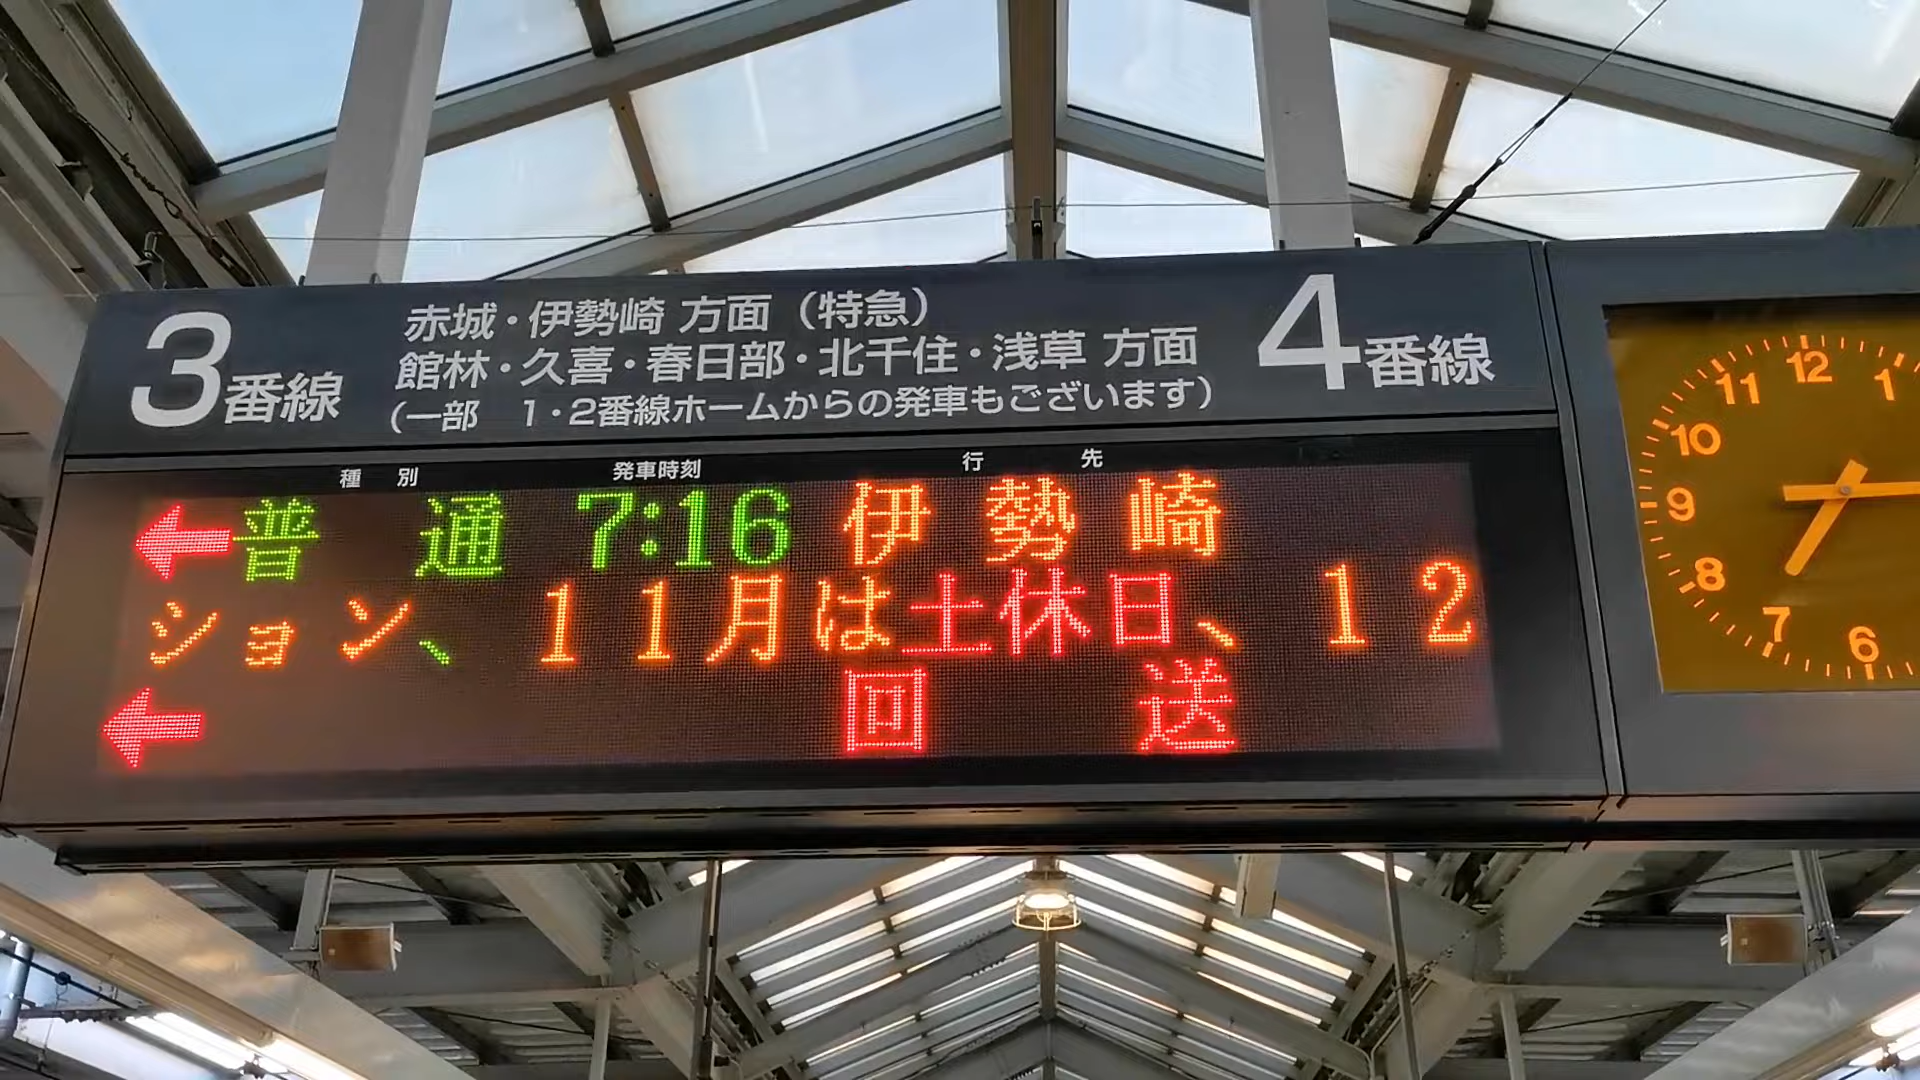 3番線
赤城・伊勢崎 方面（特急）
館林・久喜・春日部・北千住・浅草 方面
（一部　1・2番線ホームからの発車もございます）
4番線
種　別　発車時刻　行　先
←普　通 7:16 伊 勢 崎
ション、 １１月は土休日、 １２
← 回　送
12
1
11
10
9
8
7
6